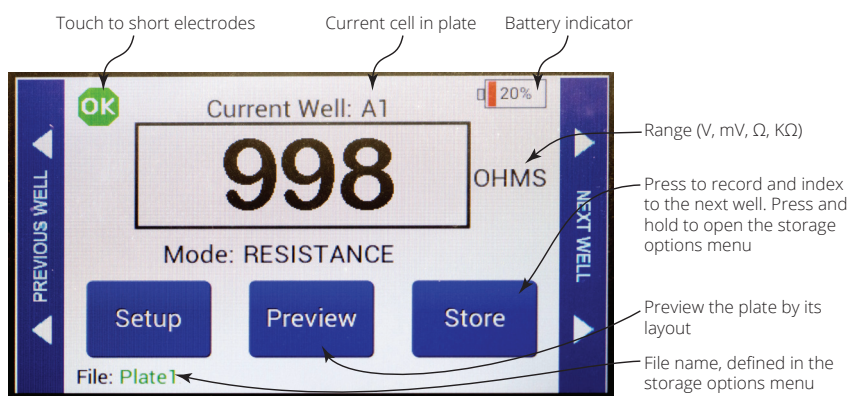 Touch to short electrodes
Current cell in plate
Battery indicator
OK
Current Well: A1
20%
998
OHMS
Mode: RESISTANCE
PREVIOUS WELL
NEXT WELL
Setup
Preview
Store
File: Plate1
Range (V, mV, Ω, KΩ)
Press to record and index
to the next well. Press and
hold to open the storage
options menu
Preview the plate by its
layout
File name, defined in the
storage options menu